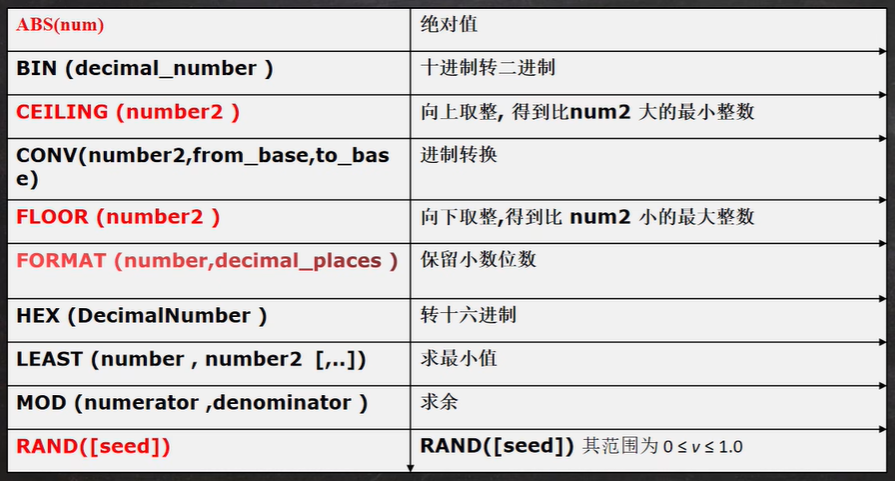 ABS(num)
绝对值
BIN (decimal_number )
十进制转二进制
CEILING (number2 )
向上取整, 得到比num2 大的最小整数
CONV(number2,from_base,to_bas
e)
进制转换
FLOOR (number2 )
向下取整,得到比 num2 小的最大整数
FORMAT (number,decimal_places )
保留小数位数
HEX (DecimalNumber )
转十六进制
LEAST (number , number2 [,..])
求最小值
MOD (numerator ,denominator )
求余
RAND([seed])
RAND([seed]) 其范围为 0 ≤ v ≤ 1.0